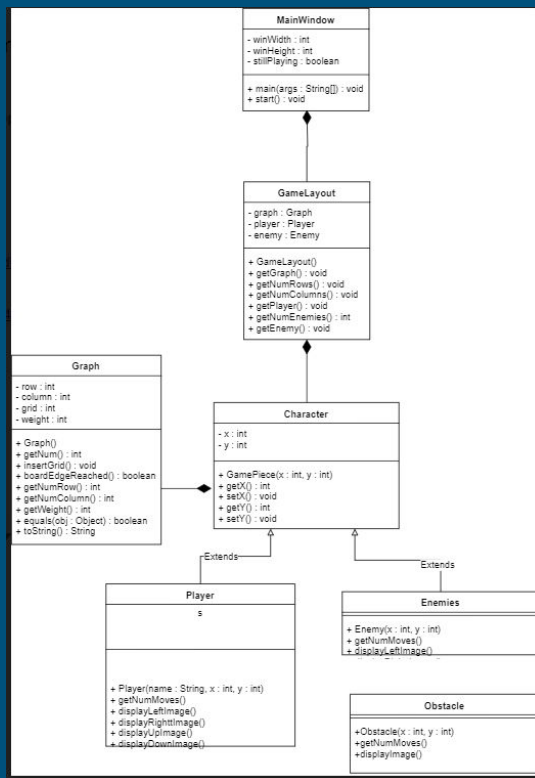 MainWindow
- winWidth : int
- winHeight : int
- stillPlaying : boolean
+ main(args : String[]) : void
+ start() : void
GameLayout
- graph : Graph
- player : Player
- enemy : Enemy
+ GameLayout()
+ getGraph() : void
+ getNumRows() : void
+ getNumColumns() : void
+ getPlayer() : void
+ getNumEnemies() : int
+ getEnemy() : void
Graph
- row : int
- column : int
- grid : int
- weight : int
+ Graph()
+ getNum() : int
+ insertGrid() : void
+ boardEdgeReached() : boolean
+ getNumRow() : int
+ getNumColumn() : int
+ getWeight() : int
+ equals(obj : Object) : boolean
+ toString() : String
Character
- x : int
- y : int
+ GamePiece(x : int, y : int)
+ getX() : int
+ setX() : void
+ getY() : int
+ setY() : void
Extends
Extends
Player
s
+ Player(name : String, x : int, y : int)
+ getNumMoves()
+ displayLeftImage()
+ displayRighttImage()
+ displayUpImage()
+ displayDownImage()
Enemies
+ Enemy(x : int, y : int)
+ getNumMoves()
+ displayLeftImage()
Obstacle
+Obstacle(x : int, y : int)
+getNumMoves()
+displayImage()